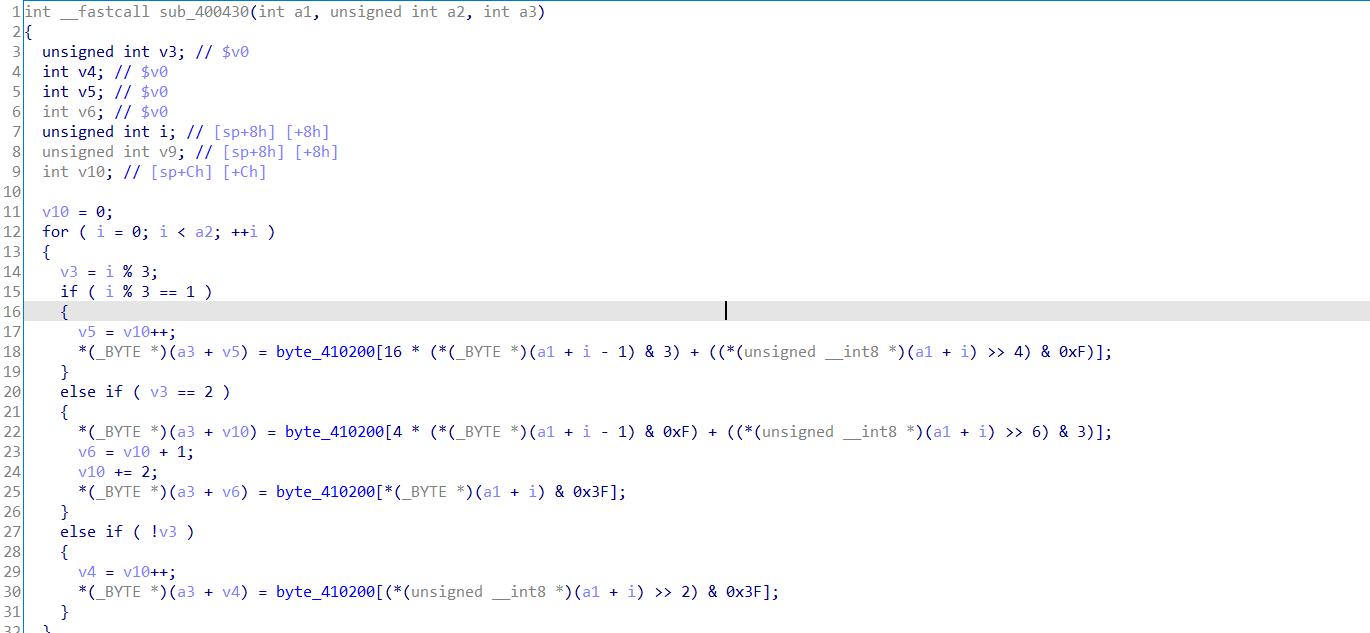 1 int __fastcall sub_400430(int a1, unsigned int a2, int a3)
2 {
3   unsigned int v3; // $v0
4   int v4; // $v0
5   int v5; // $v0
6   int v6; // $v0
7   unsigned int i; // [sp+8h] [+8h]
8   unsigned int v9; // [sp+8h] [+8h]
9   int v10; // [sp+Ch] [+Ch]
10
11   v10 = 0;
12   for ( i = 0; i < a2; ++i )
13   {
14     v3 = i % 3;
15     if ( i % 3 == 1 )
16     {
17       v5 = v10++;
18       *(_BYTE *)(a3 + v5) = byte_410200[16 * (*(_BYTE *)(a1 + i - 1) & 3) + ((*(unsigned __int8 *)(a1 + i) >> 4) & 0xF)];
19     }
20     else if ( v3 == 2 )
21     {
22       *(_BYTE *)(a3 + v10) = byte_410200[4 * (*(_BYTE *)(a1 + i - 1) & 0xF) + ((*(unsigned __int8 *)(a1 + i) >> 6) & 3)];
23       v6 = v10 + 1;
24       v10 += 2;
25       *(_BYTE *)(a3 + v6) = byte_410200[*(_BYTE *)(a1 + i) & 0x3F];
26     }
27     else if ( !v3 )
28     {
29       v4 = v10++;
30       *(_BYTE *)(a3 + v4) = byte_410200[(*(unsigned __int8 *)(a1 + i) >> 2) & 0x3F];
31     }
32   }